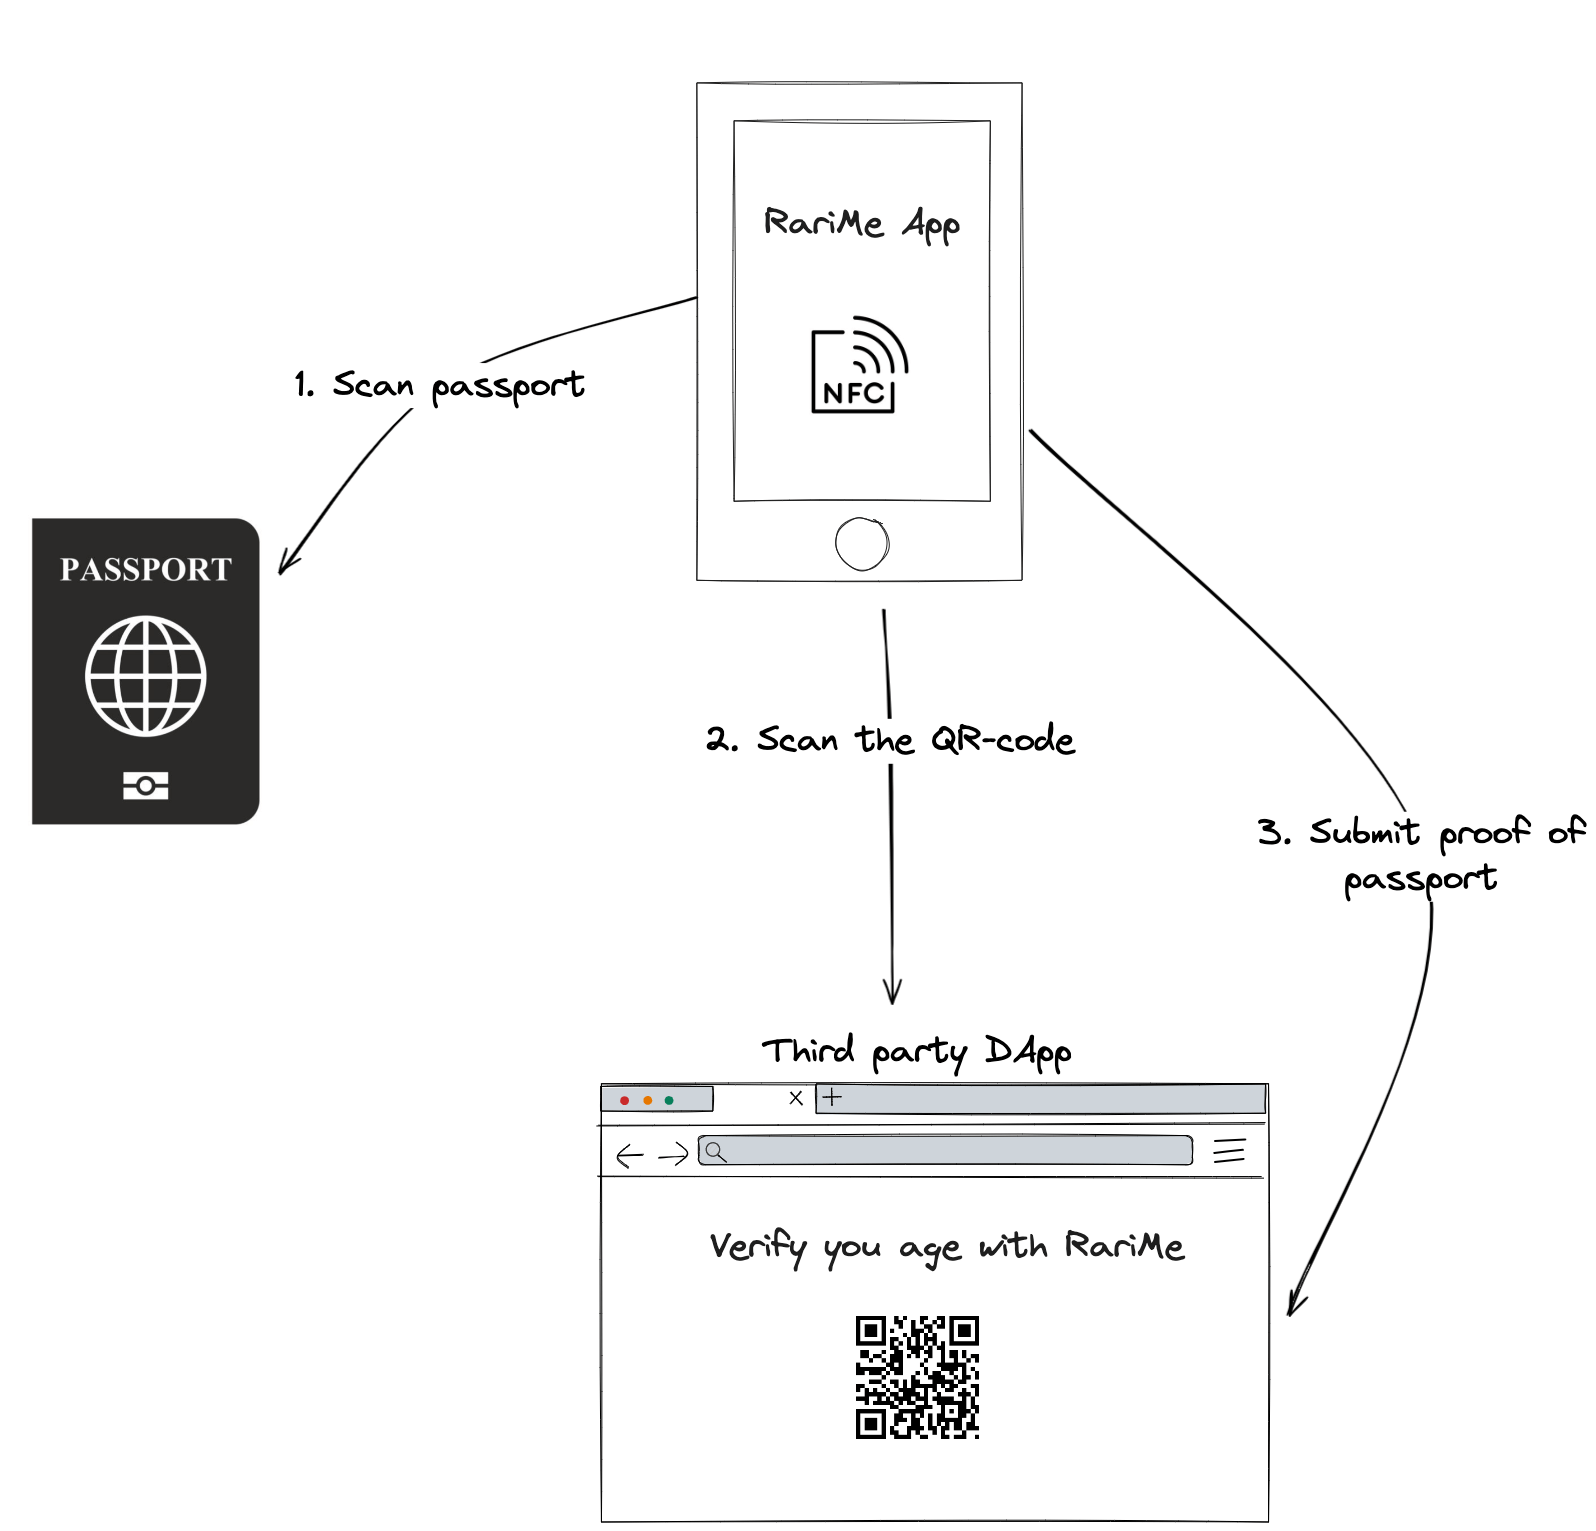 RariMe App
NFC
1. Scan passport
PASSPORT
2. Scan the QR-code
3. Submit proof of
passport
Third party DApp
Verify you age with RariMe